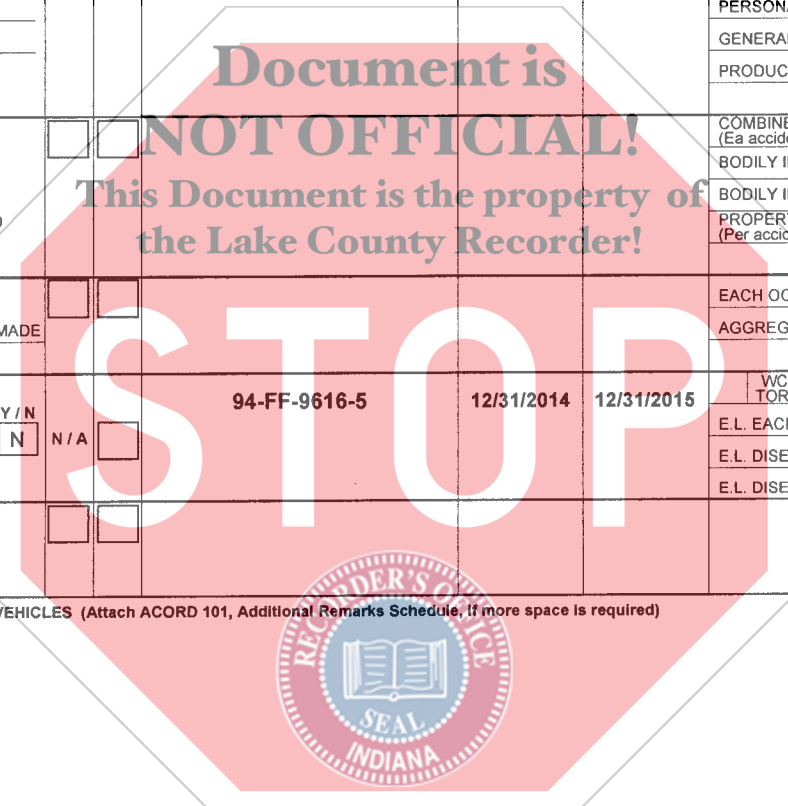 PERSONA
GENERAL
PRODUC
Document is
NOT OFFICIAL!
This Document is the property of
the Lake County Recorder!
COMBINE
(Ea accide
BODILY I
BODILY I
PROPERT
(Per accid
MADE
EACH OC
AGGREG
STOP
Y / N
N
N / A
94-FF-9616-5
12/31/2014
12/31/2015
WC
TOR
E.L. EACH
E.L. DISE
E.L. DISE
VEHICLES (Attach ACORD 101, Additional Remarks Schedule, if more space is required)
RECORDER'S OFFICE
SEAL
INDIANA